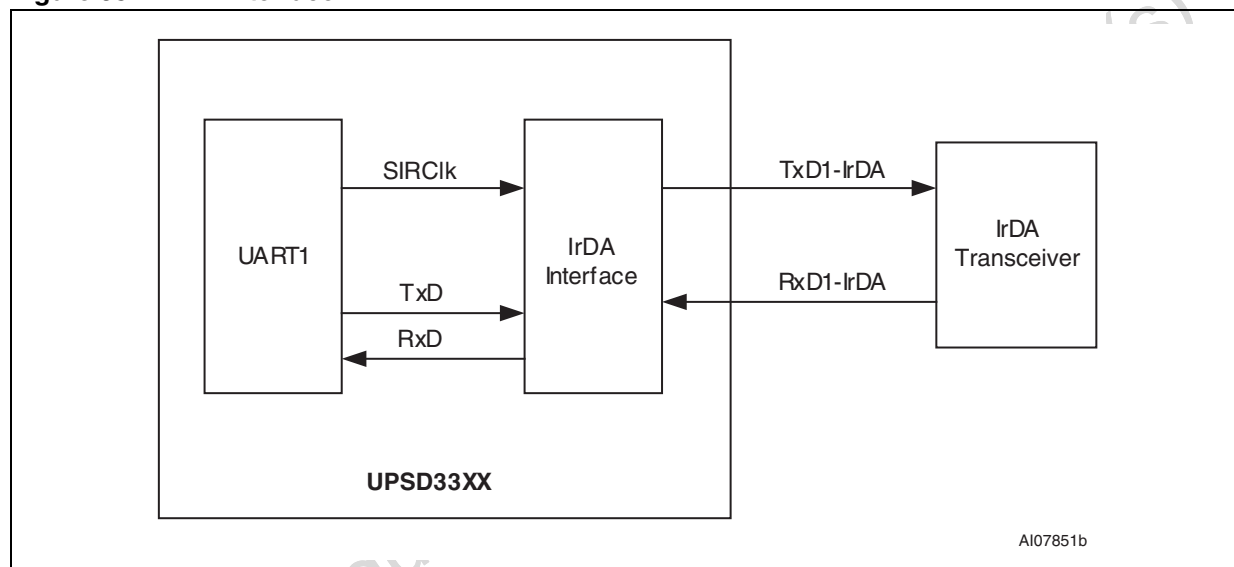 SIRClk
TxD1-IrDA
UART1
IrDA
Interface
IrDA
Transceiver
TxD
RxD1-IrDA
RxD
UPSD33XX
AI07851b